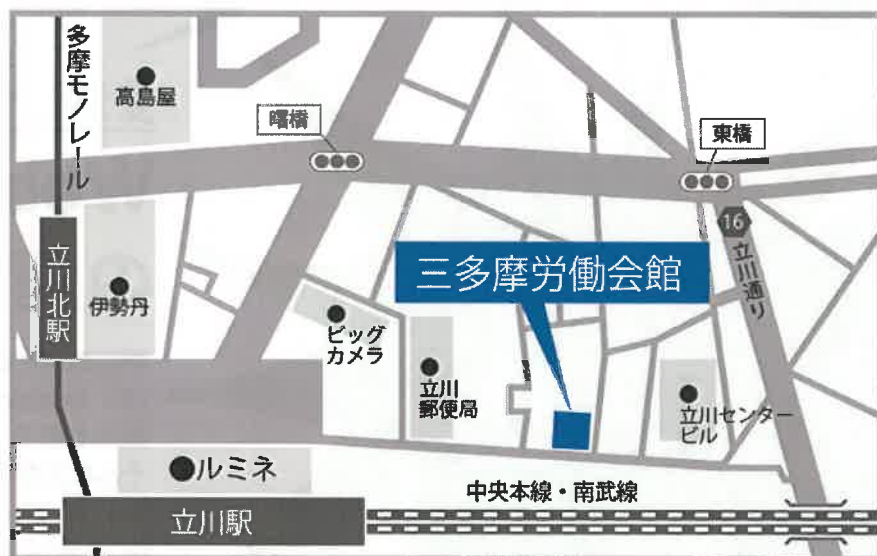 多摩モノレール
高島屋
曙橋
東橋
16
立川通り
立川北駅
伊勢丹
三多摩労働会館
ビッグ
カメラ
立川
郵便局
立川センター
ビル
ルミネ
中央本線・南武線
立川駅